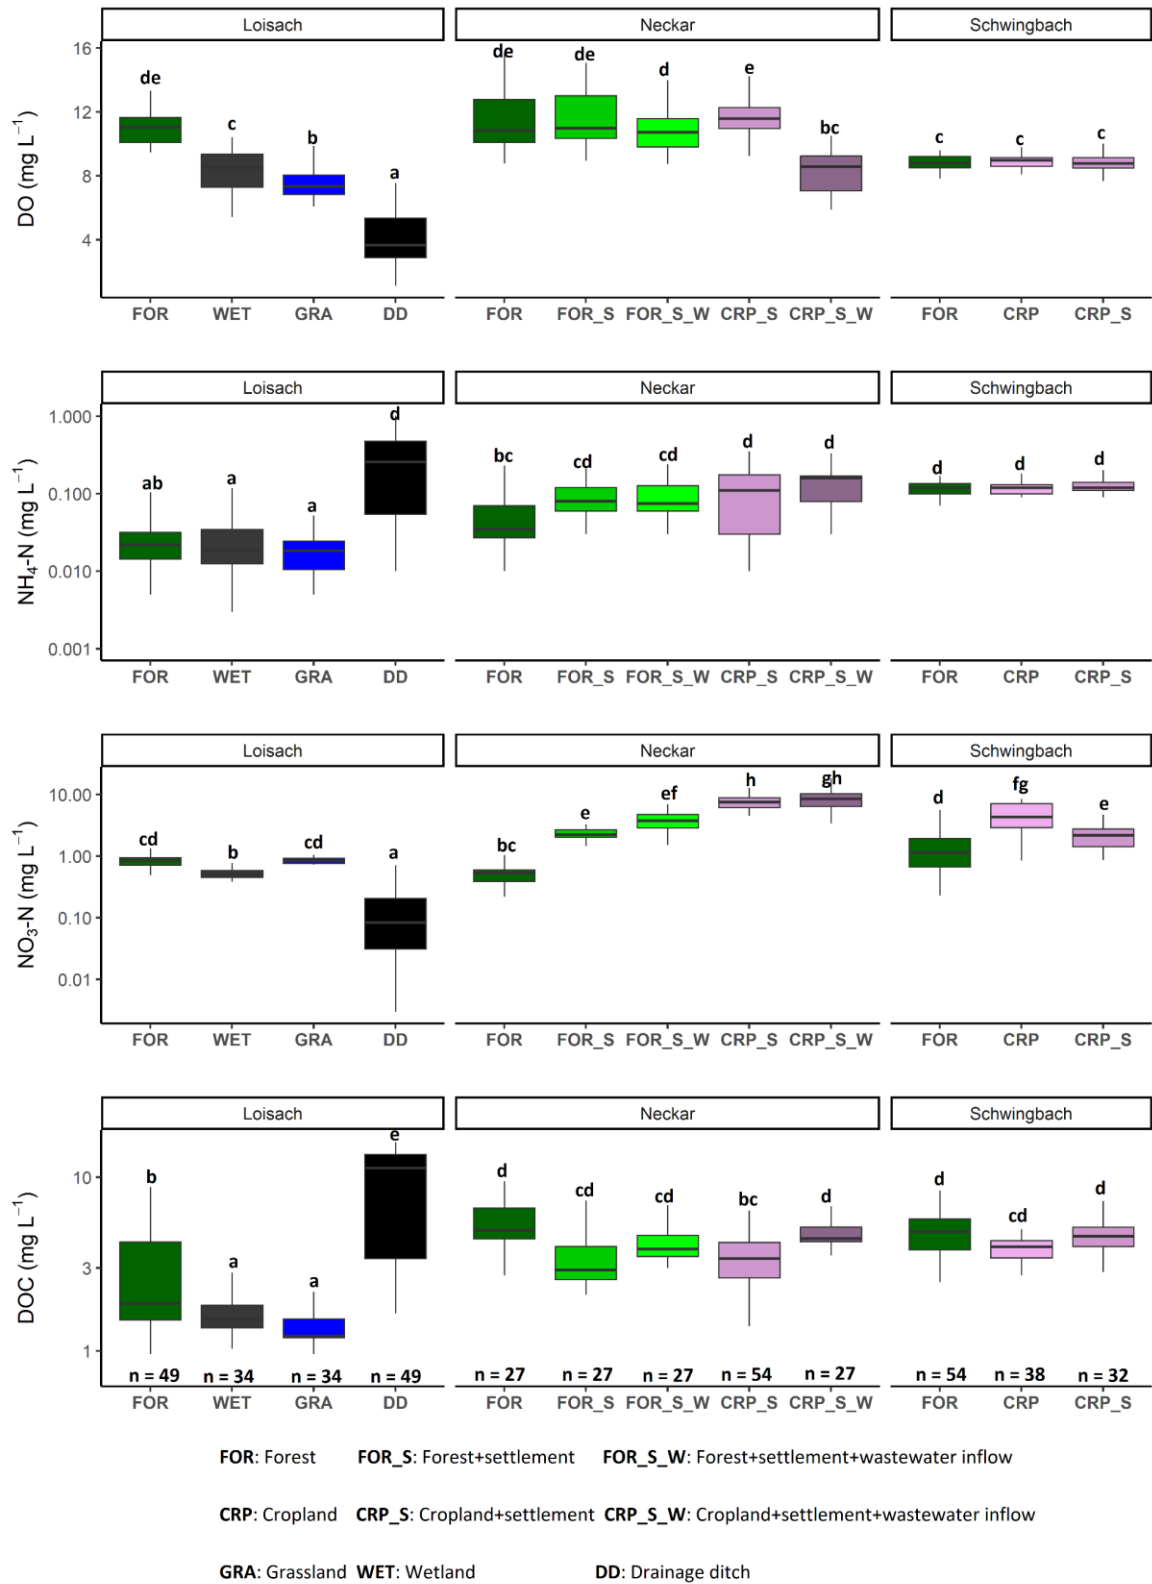 Loisach Neckar Schwingbach
DO (mg L⁻¹)
16
12
8
4
de c b a
de de d e bc
c c c
FOR WET GRA DD FOR FOR_S FOR_S_W CRP_S CRP_S_W FOR CRP CRP_S
Loisach Neckar Schwingbach
NH₄-N (mg L⁻¹)
1.000
0.100
0.010
0.001
ab a a d
bc cd cd d d
d d d
FOR WET GRA DD FOR FOR_S FOR_S_W CRP_S CRP_S_W FOR CRP CRP_S
Loisach Neckar Schwingbach
NO₃-N (mg L⁻¹)
10.00
1.00
0.10
0.01
cd b cd a
bc e ef h gh
d fg e
FOR WET GRA DD FOR FOR_S FOR_S_W CRP_S CRP_S_W FOR CRP CRP_S
Loisach Neckar Schwingbach
DOC (mg L⁻¹)
10
3
1
b a a e
d cd cd bc d
d cd d
n = 49 n = 34 n = 34 n = 49 n = 27 n = 27 n = 27 n = 54 n = 27 n = 54 n = 38 n = 32
FOR WET GRA DD FOR FOR_S FOR_S_W CRP_S CRP_S_W FOR CRP CRP_S
FOR: Forest FOR_S: Forest+settlement FOR_S_W: Forest+settlement+wastewater inflow
CRP: Cropland CRP_S: Cropland+settlement CRP_S_W: Cropland+settlement+wastewater inflow
GRA: Grassland WET: Wetland DD: Drainage ditch